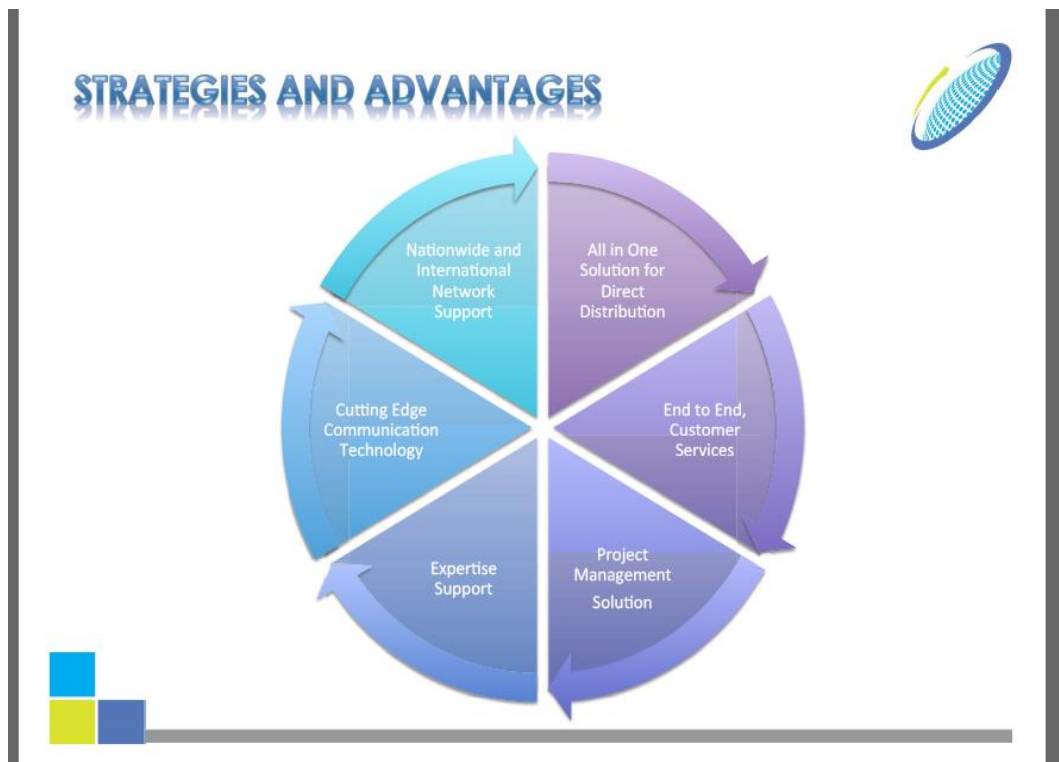 STRATEGIES AND ADVANTAGES
All in One
Solution for
Direct
Distribution
End to End,
Customer
Services
Project
Management
Solution
Expertise
Support
Cutting Edge
Communication
Technology
Nationwide and
International
Network
Support